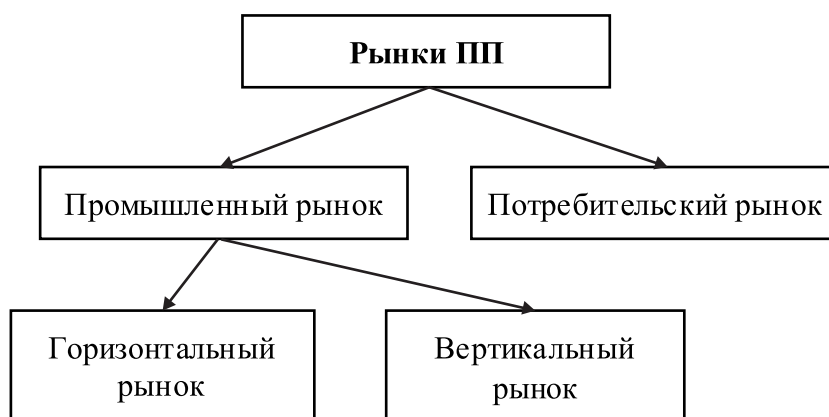 Рынки ПП
Промышленный рынок
Потребительский рынок
Горизонтальный
рынок
Вертикальный
рынок